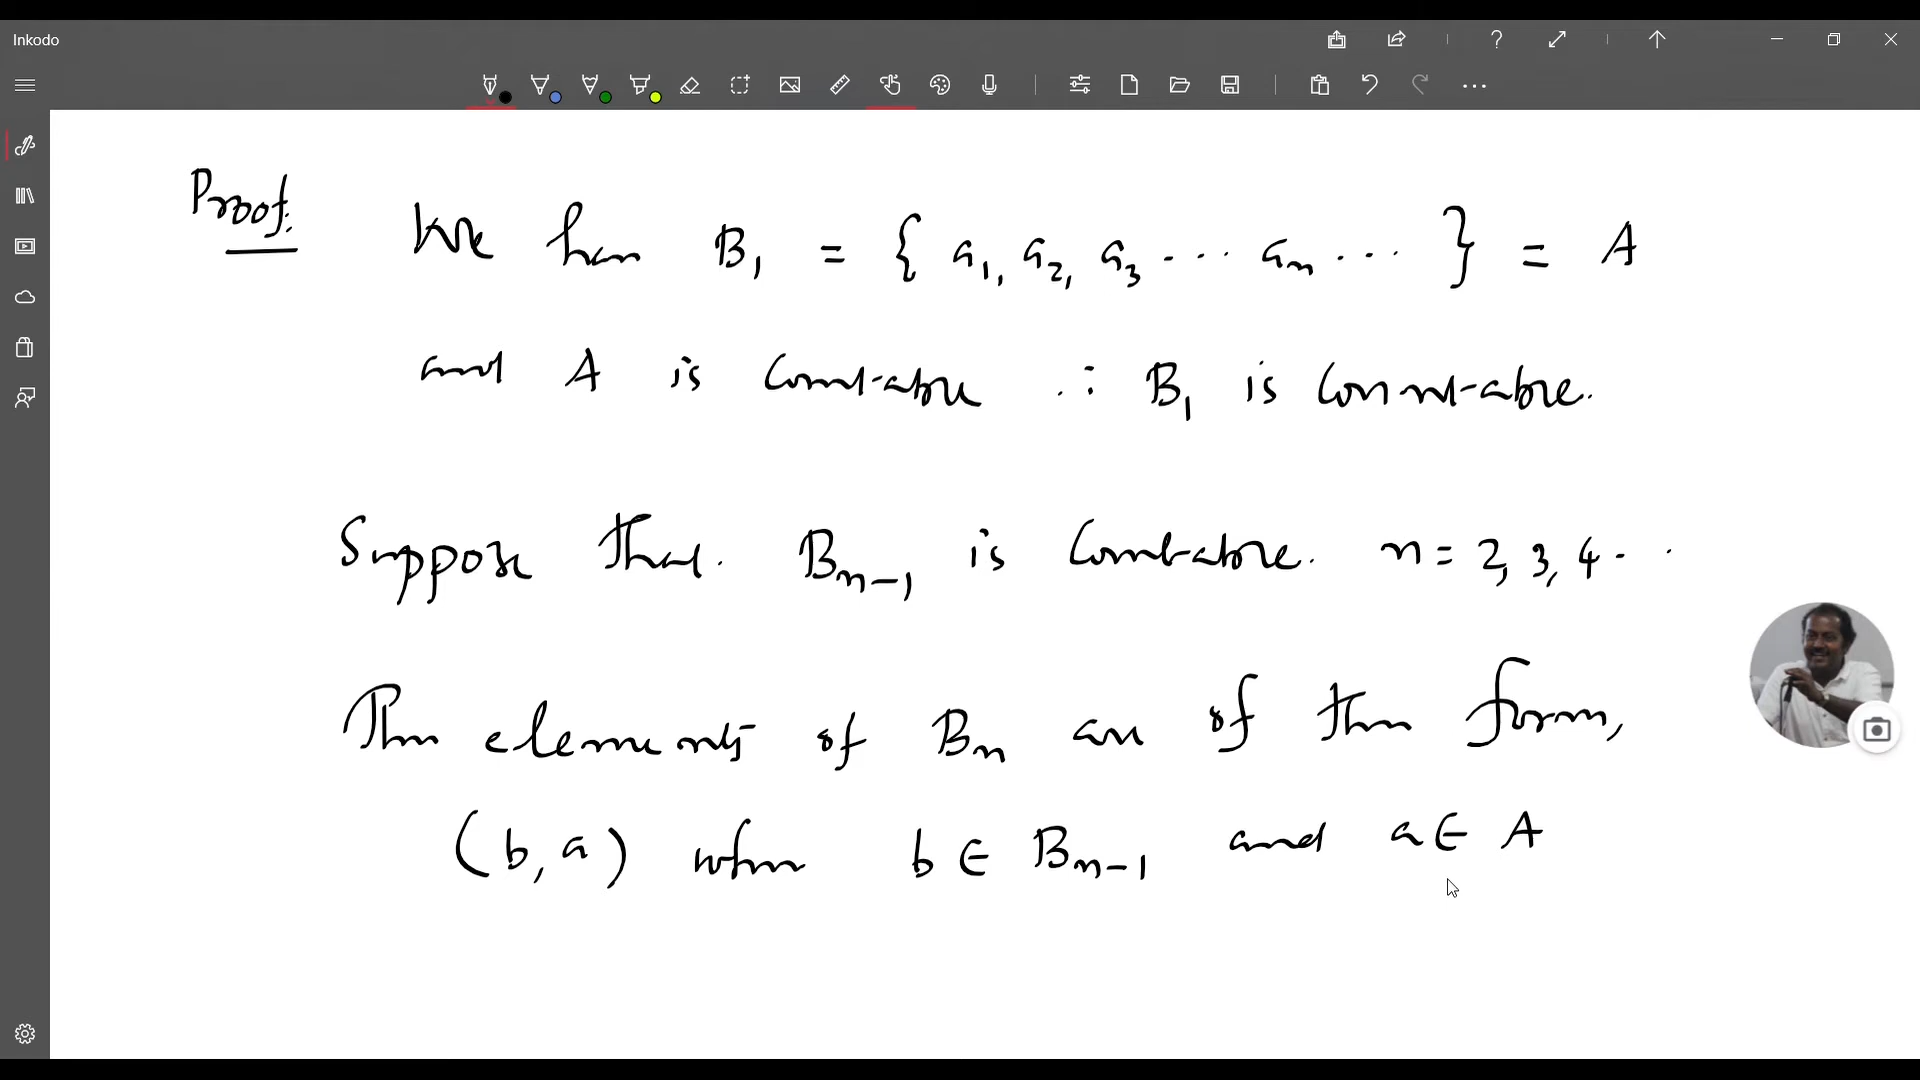 Inkodo
Proof:
We have B₁ = { a₁, a₂, a₃ .... aₙ ... } = A
and A is countable ∴ B₁ is countable.
Suppose that. Bₙ₋₁ is countable. n = 2, 3, 4 - .
The elements of Bₙ are of the form,
(b, a) where b ∈ Bₙ₋₁ and a ∈ A